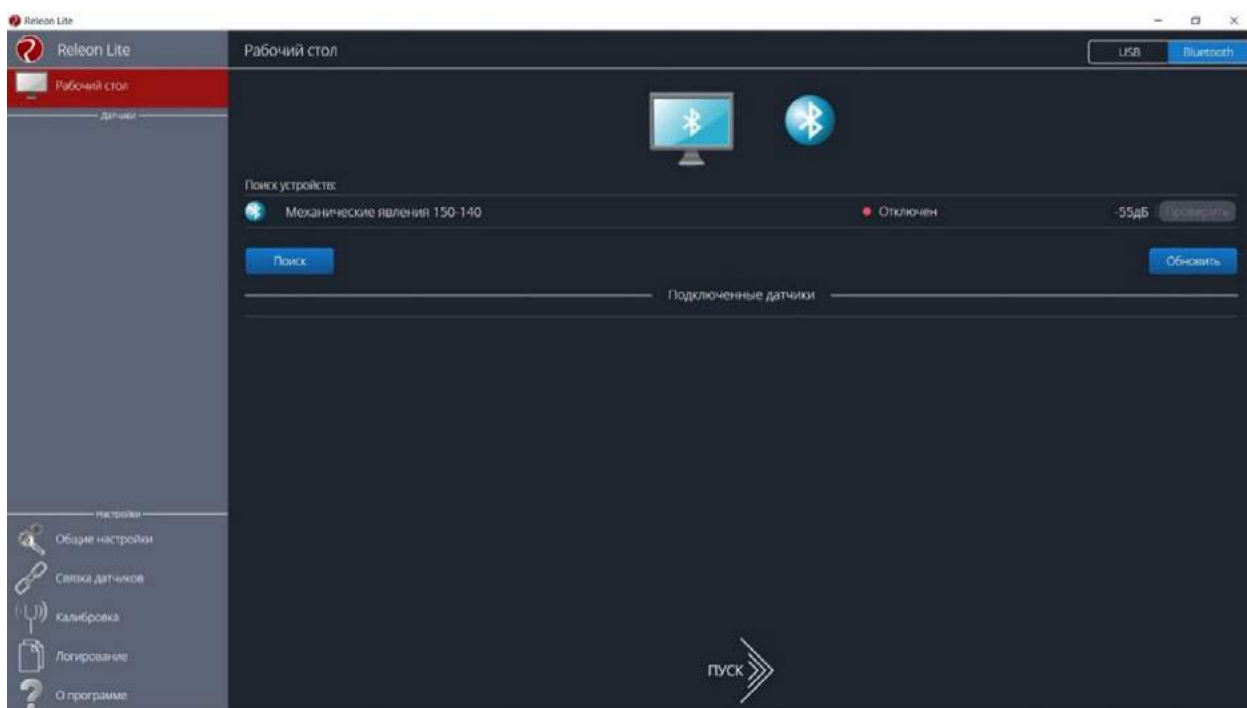 Releon Lite
Releon Lite
Рабочий стол
USB
Bluetooth
Рабочий стол
Датчики
Поиск устройств:
Механические явления 150-140
Отключен
-55дБ
Проверить
Поиск
Обновить
Подключенные датчики
Настройки
Общие настройки
Связка датчиков
Калибровка
Логирование
О программе
ПУСК